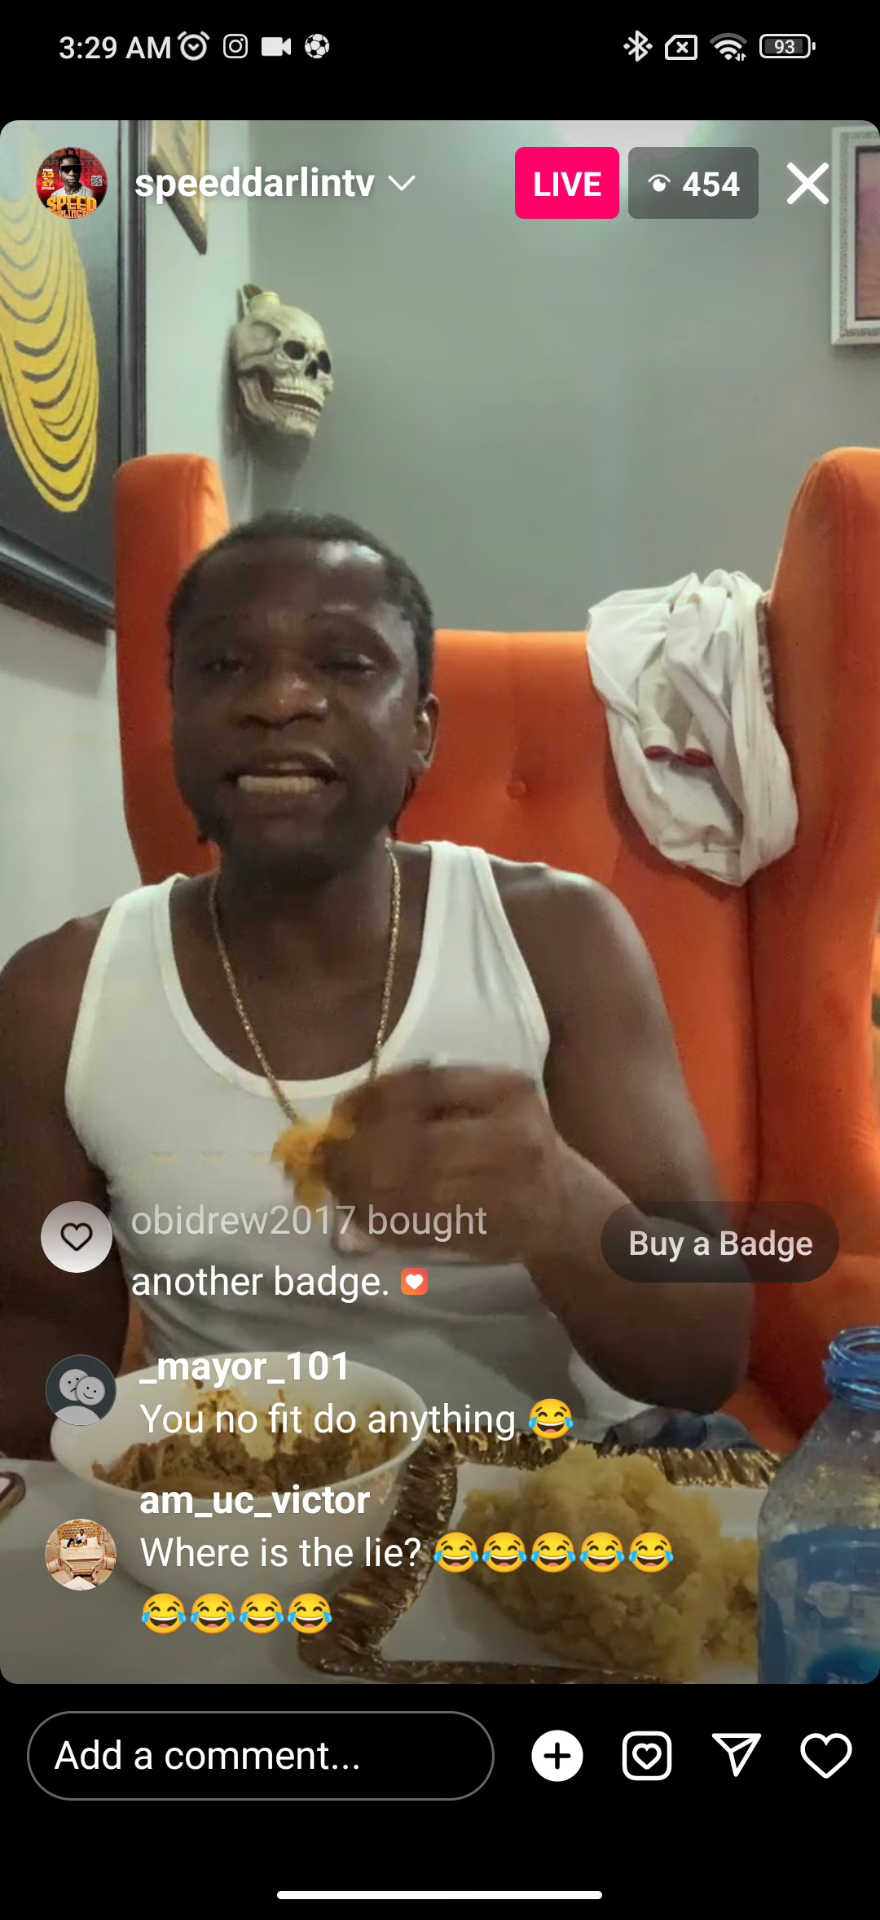 3:29 AM
93
SPEED
speeddarlintv
LIVE
454
obidrew2017 bought
another badge.
Buy a Badge
_mayor_101
You no fit do anything 😂
am_uc_victor
Where is the lie? 😂😂😂😂😂
😂😂😂😂
Add a comment...